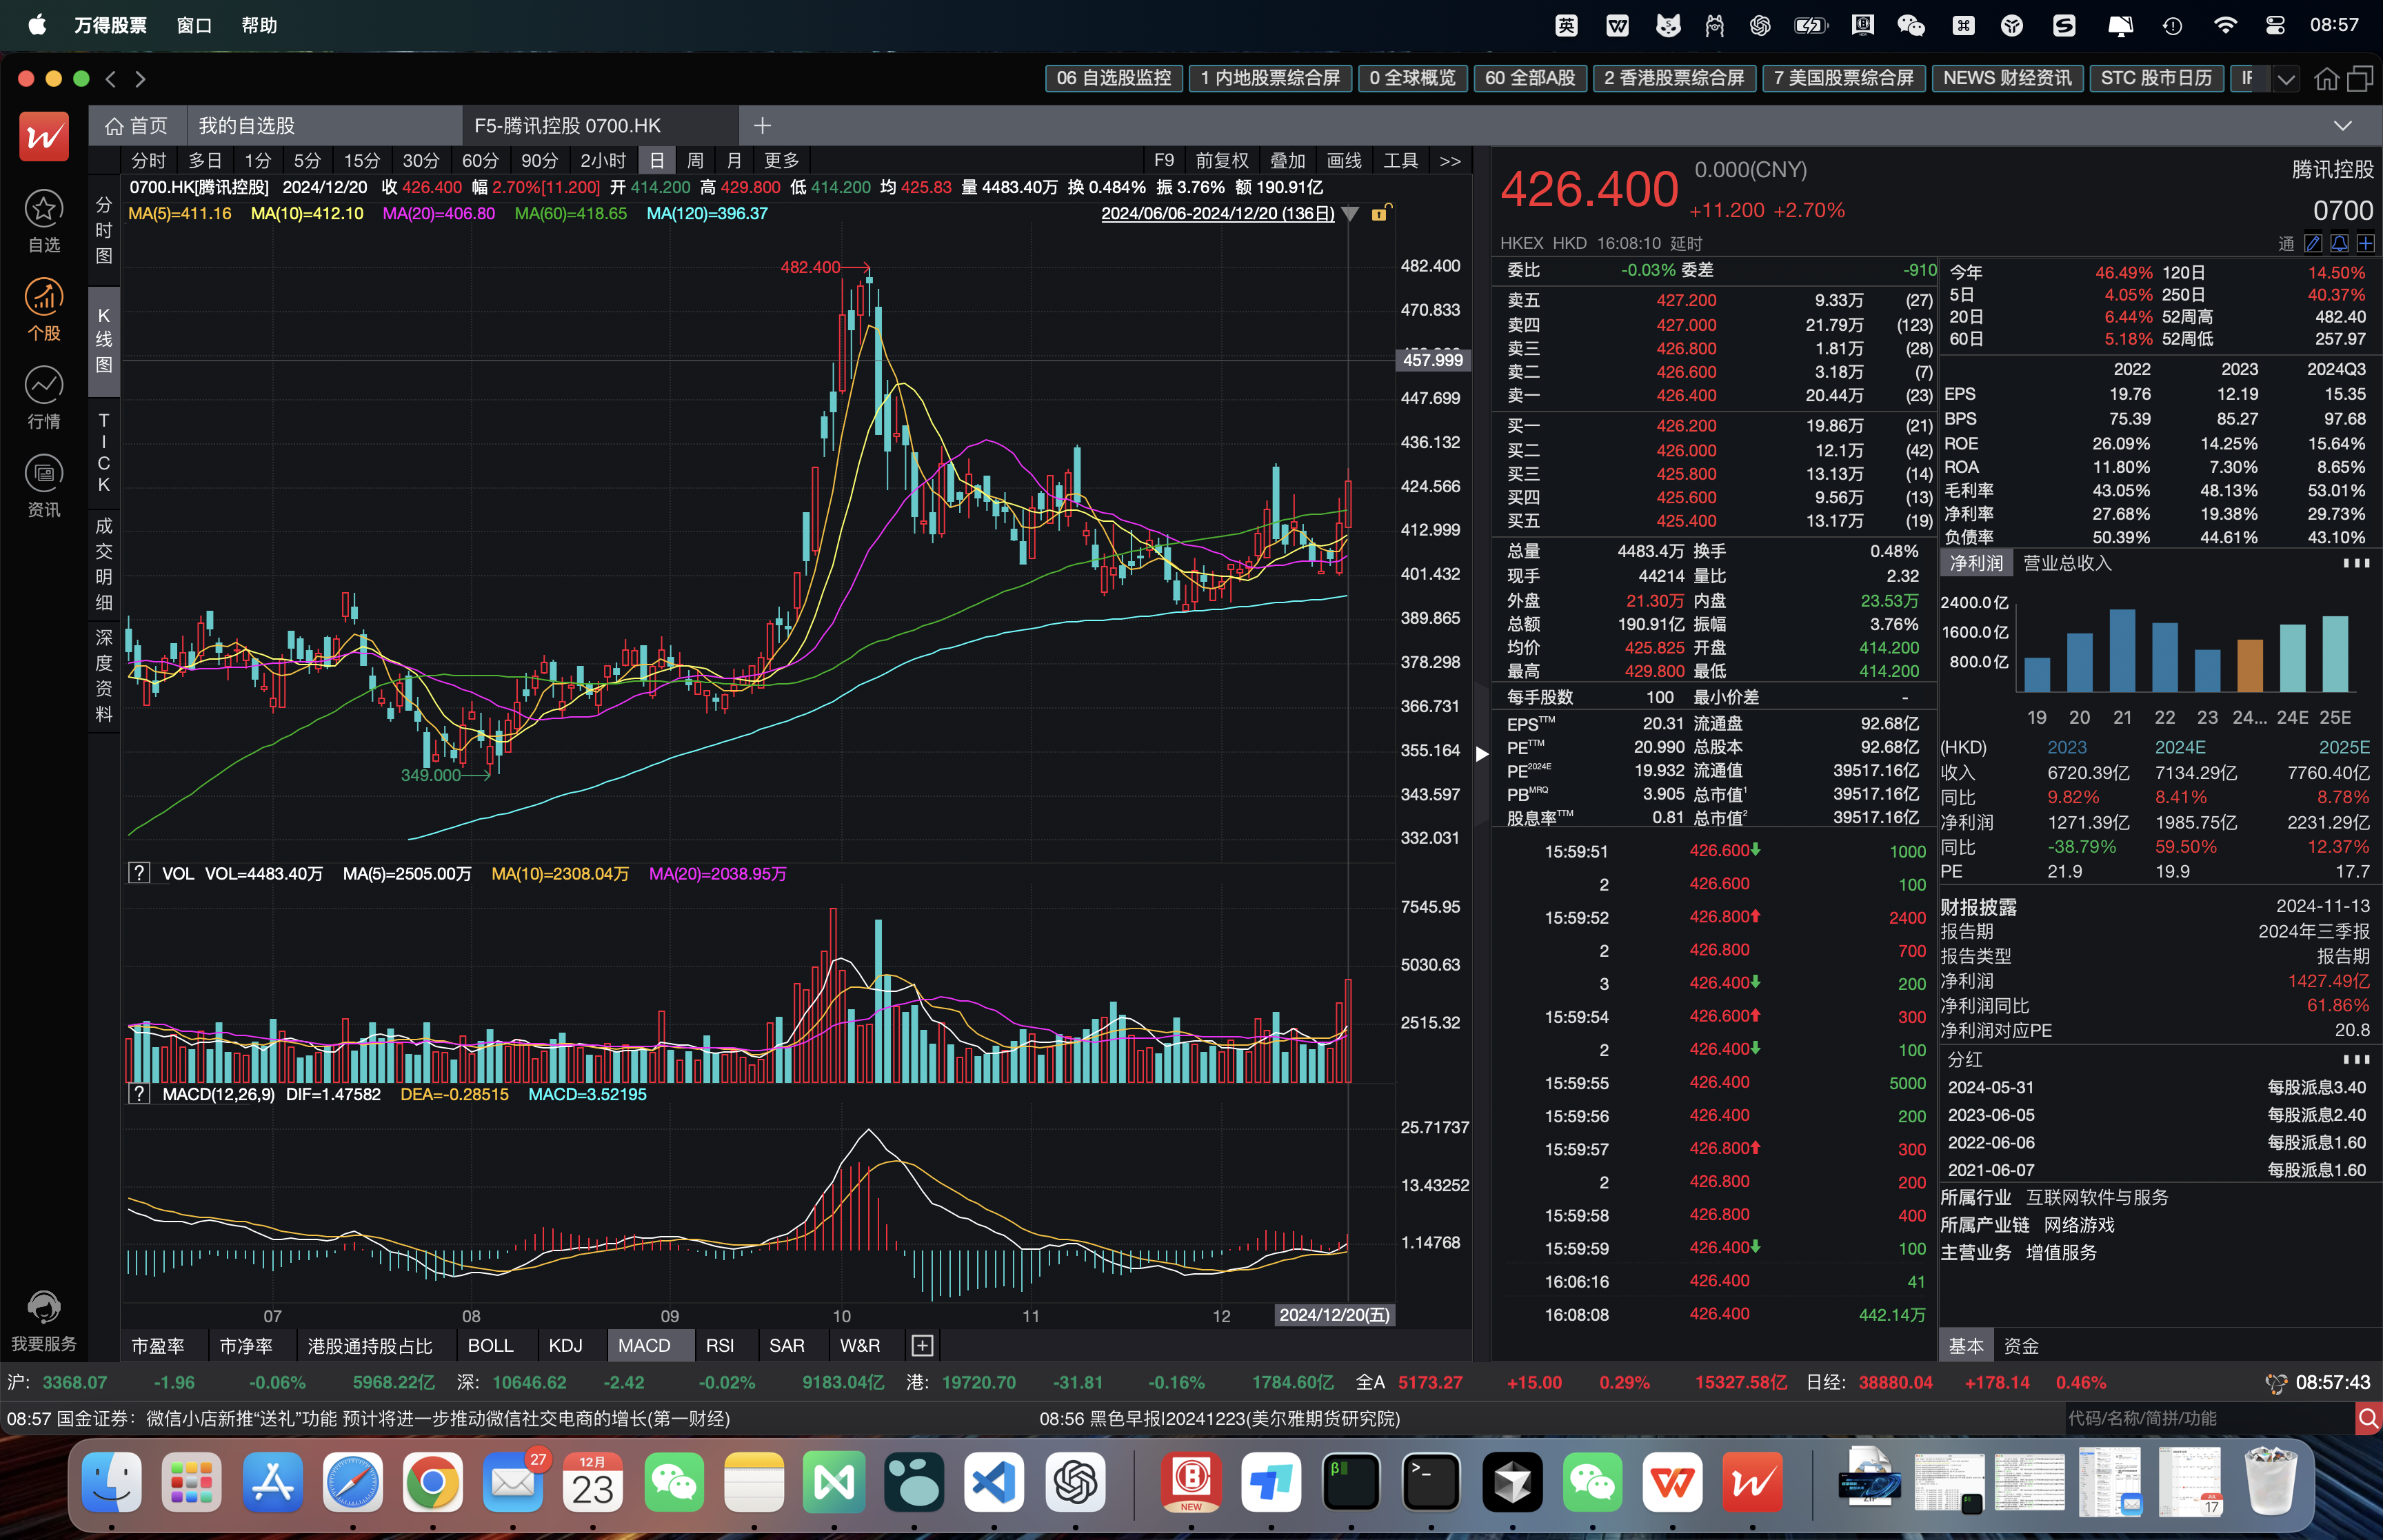 万得股票 窗口 帮助 英 08:57
06 自选股监控 1 内地股票综合屏 0 全球概览 60 全部A股 2 香港股票综合屏 7 美国股票综合屏 NEWS 财经资讯 STC 股市日历
首页 我的自选股 F5-腾讯控股 0700.HK
自选
个股
行情
资讯
我要服务
分时图
K线图
TICK
成交明细
深度资料
分时 多日 1分 5分 15分 30分 60分 90分 2小时 日 周 月 更多 F9 前复权 叠加 画线 工具 >>
0700.HK[腾讯控股] 2024/12/20 收 426.400 幅 2.70%[11.200] 开 414.200 高 429.800 低 414.200 均 425.83 量 4483.40万 换 0.484% 振 3.76% 额 190.91亿
MA(5)=411.16 MA(10)=412.10 MA(20)=406.80 MA(60)=418.65 MA(120)=396.37 2024/06/06-2024/12/20 (136日)
482.400
349.000
482.400
470.833
457.999
447.699
436.132
424.566
412.999
401.432
389.865
378.298
366.731
355.164
343.597
332.031
? VOL VOL=4483.40万 MA(5)=2505.00万 MA(10)=2308.04万 MA(20)=2038.95万
7545.95
5030.63
2515.32
? MACD(12,26,9) DIF=1.47582 DEA=-0.28515 MACD=3.52195
25.71737
13.43252
1.14768
07 08 09 10 11 12 2024/12/20(五)
市盈率 市净率 港股通持股占比 BOLL KDJ MACD RSI SAR W&R
426.400 0.000(CNY) 腾讯控股
+11.200 +2.70% 0700
HKEX HKD 16:08:10 延时 通
委比 -0.03% 委差 -910
卖五 427.200 9.33万 (27)
卖四 427.000 21.79万 (123)
卖三 426.800 1.81万 (28)
卖二 426.600 3.18万 (7)
卖一 426.400 20.44万 (23)
买一 426.200 19.86万 (21)
买二 426.000 12.1万 (42)
买三 425.800 13.13万 (14)
买四 425.600 9.56万 (13)
买五 425.400 13.17万 (19)
总量 4483.4万 换手 0.48%
现手 44214 量比 2.32
外盘 21.30万 内盘 23.53万
总额 190.91亿 振幅 3.76%
均价 425.825 开盘 414.200
最高 429.800 最低 414.200
每手股数 100 最小价差 -
EPSTTM 20.31 流通盘 92.68亿
PETTM 20.990 总股本 92.68亿
PE2024E 19.932 流通值 39517.16亿
PBMRQ 3.905 总市值1 39517.16亿
股息率TTM 0.81 总市值2 39517.16亿
15:59:51 426.600 1000
2 426.600 100
15:59:52 426.800 2400
2 426.800 700
3 426.400 200
15:59:54 426.600 300
2 426.400 100
15:59:55 426.400 5000
15:59:56 426.400 200
15:59:57 426.800 300
2 426.800 200
15:59:58 426.800 400
15:59:59 426.400 100
16:06:16 426.400 41
16:08:08 426.400 442.14万
今年 46.49% 120日 14.50%
5日 4.05% 250日 40.37%
20日 6.44% 52周高 482.40
60日 5.18% 52周低 257.97
2022 2023 2024Q3
EPS 19.76 12.19 15.35
BPS 75.39 85.27 97.68
ROE 26.09% 14.25% 15.64%
ROA 11.80% 7.30% 8.65%
毛利率 43.05% 48.13% 53.01%
净利率 27.68% 19.38% 29.73%
负债率 50.39% 44.61% 43.10%
净利润 营业总收入
2400.0亿
1600.0亿
800.0亿
19 20 21 22 23 24... 24E 25E
(HKD) 2023 2024E 2025E
收入 6720.39亿 7134.29亿 7760.40亿
同比 9.82% 8.41% 8.78%
净利润 1271.39亿 1985.75亿 2231.29亿
同比 -38.79% 59.50% 12.37%
PE 21.9 19.9 17.7
财报披露 2024-11-13
报告期 2024年三季报
报告类型 报告期
净利润 1427.49亿
净利润同比 61.86%
净利润对应PE 20.8
分红
2024-05-31 每股派息3.40
2023-06-05 每股派息2.40
2022-06-06 每股派息1.60
2021-06-07 每股派息1.60
所属行业 互联网软件与服务
所属产业链 网络游戏
主营业务 增值服务
基本 资金
沪: 3368.07 -1.96 -0.06% 5968.22亿 深: 10646.62 -2.42 -0.02% 9183.04亿 港: 19720.70 -31.81 -0.16% 1784.60亿 全A 5173.27 +15.00 0.29% 15327.58亿 日经: 38880.04 +178.14 0.46% 08:57:43
08:57 国金证券：微信小店新推“送礼”功能 预计将进一步推动微信社交电商的增长(第一财经) 08:56 黑色早报|20241223(美尔雅期货研究院) 代码/名称/简拼/功能
27
12月
23
NEW
17